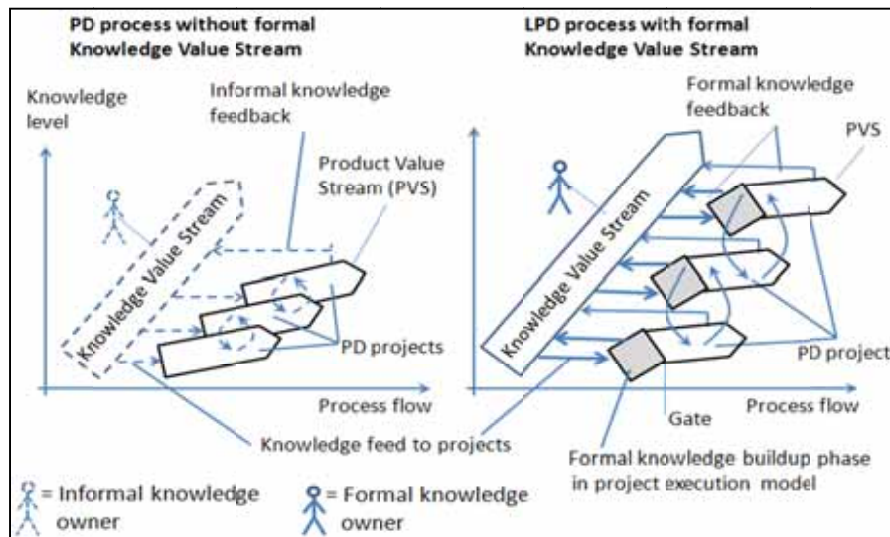 PD process without formal
Knowledge Value Stream
Knowledge
level
Informal knowledge
feedback
Product Value
Stream (PVS)
Knowledge Value Stream
PD projects
Process flow
LPD process with formal
Knowledge Value Stream
Formal knowledge
feedback
PVS
Knowledge Value Stream
PD project
Process flow
Gate
Knowledge feed to projects
Formal knowledge buildup phase
in project execution model
= Informal knowledge
owner
= Formal knowledge
owner